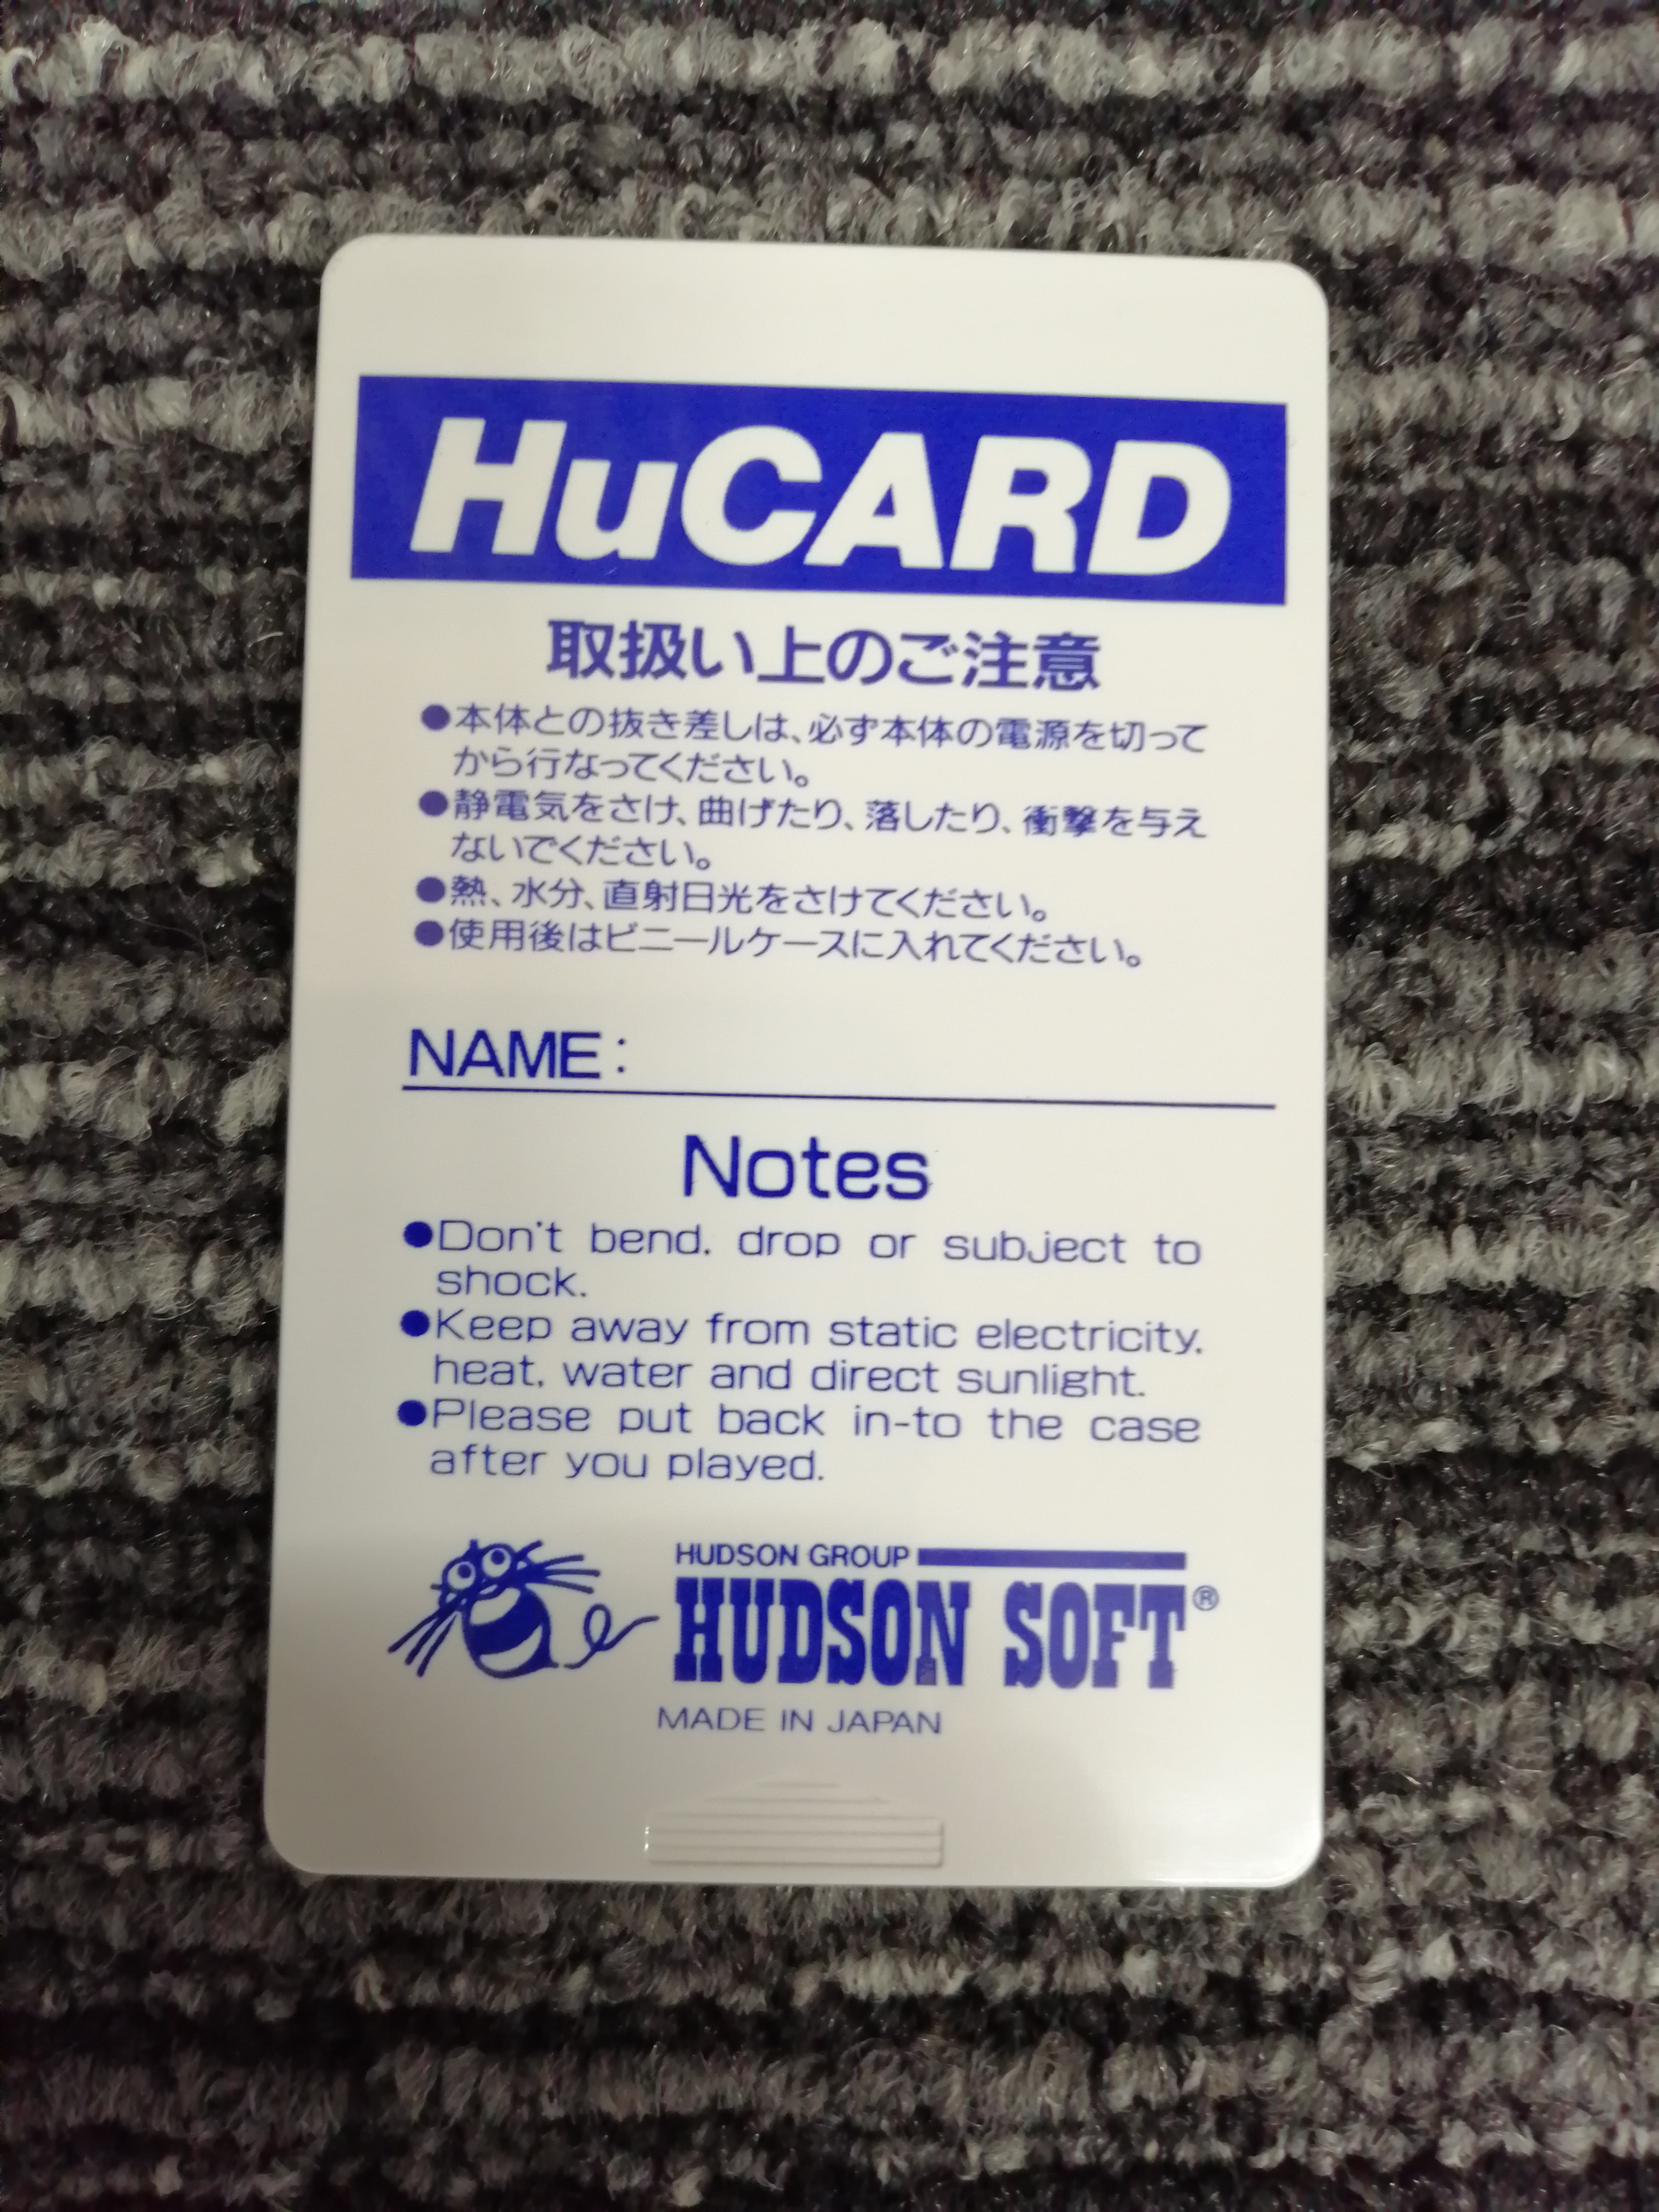 HuCARD
取扱い上のご注意
●本体との抜き差しは、必ず本体の電源を切って
から行なってください。
●静電気をさけ、曲げたり、落したり、衝撃を与え
ないでください。
●熱、水分、直射日光をさけてください。
●使用後はビニールケースに入れてください。
NAME:
Notes
●Don't bend, drop or subject to
shock.
●Keep away from static electricity,
heat, water and direct sunlight.
●Please put back in-to the case
after you played.
HUDSON GROUP
HUDSON SOFT®
MADE IN JAPAN